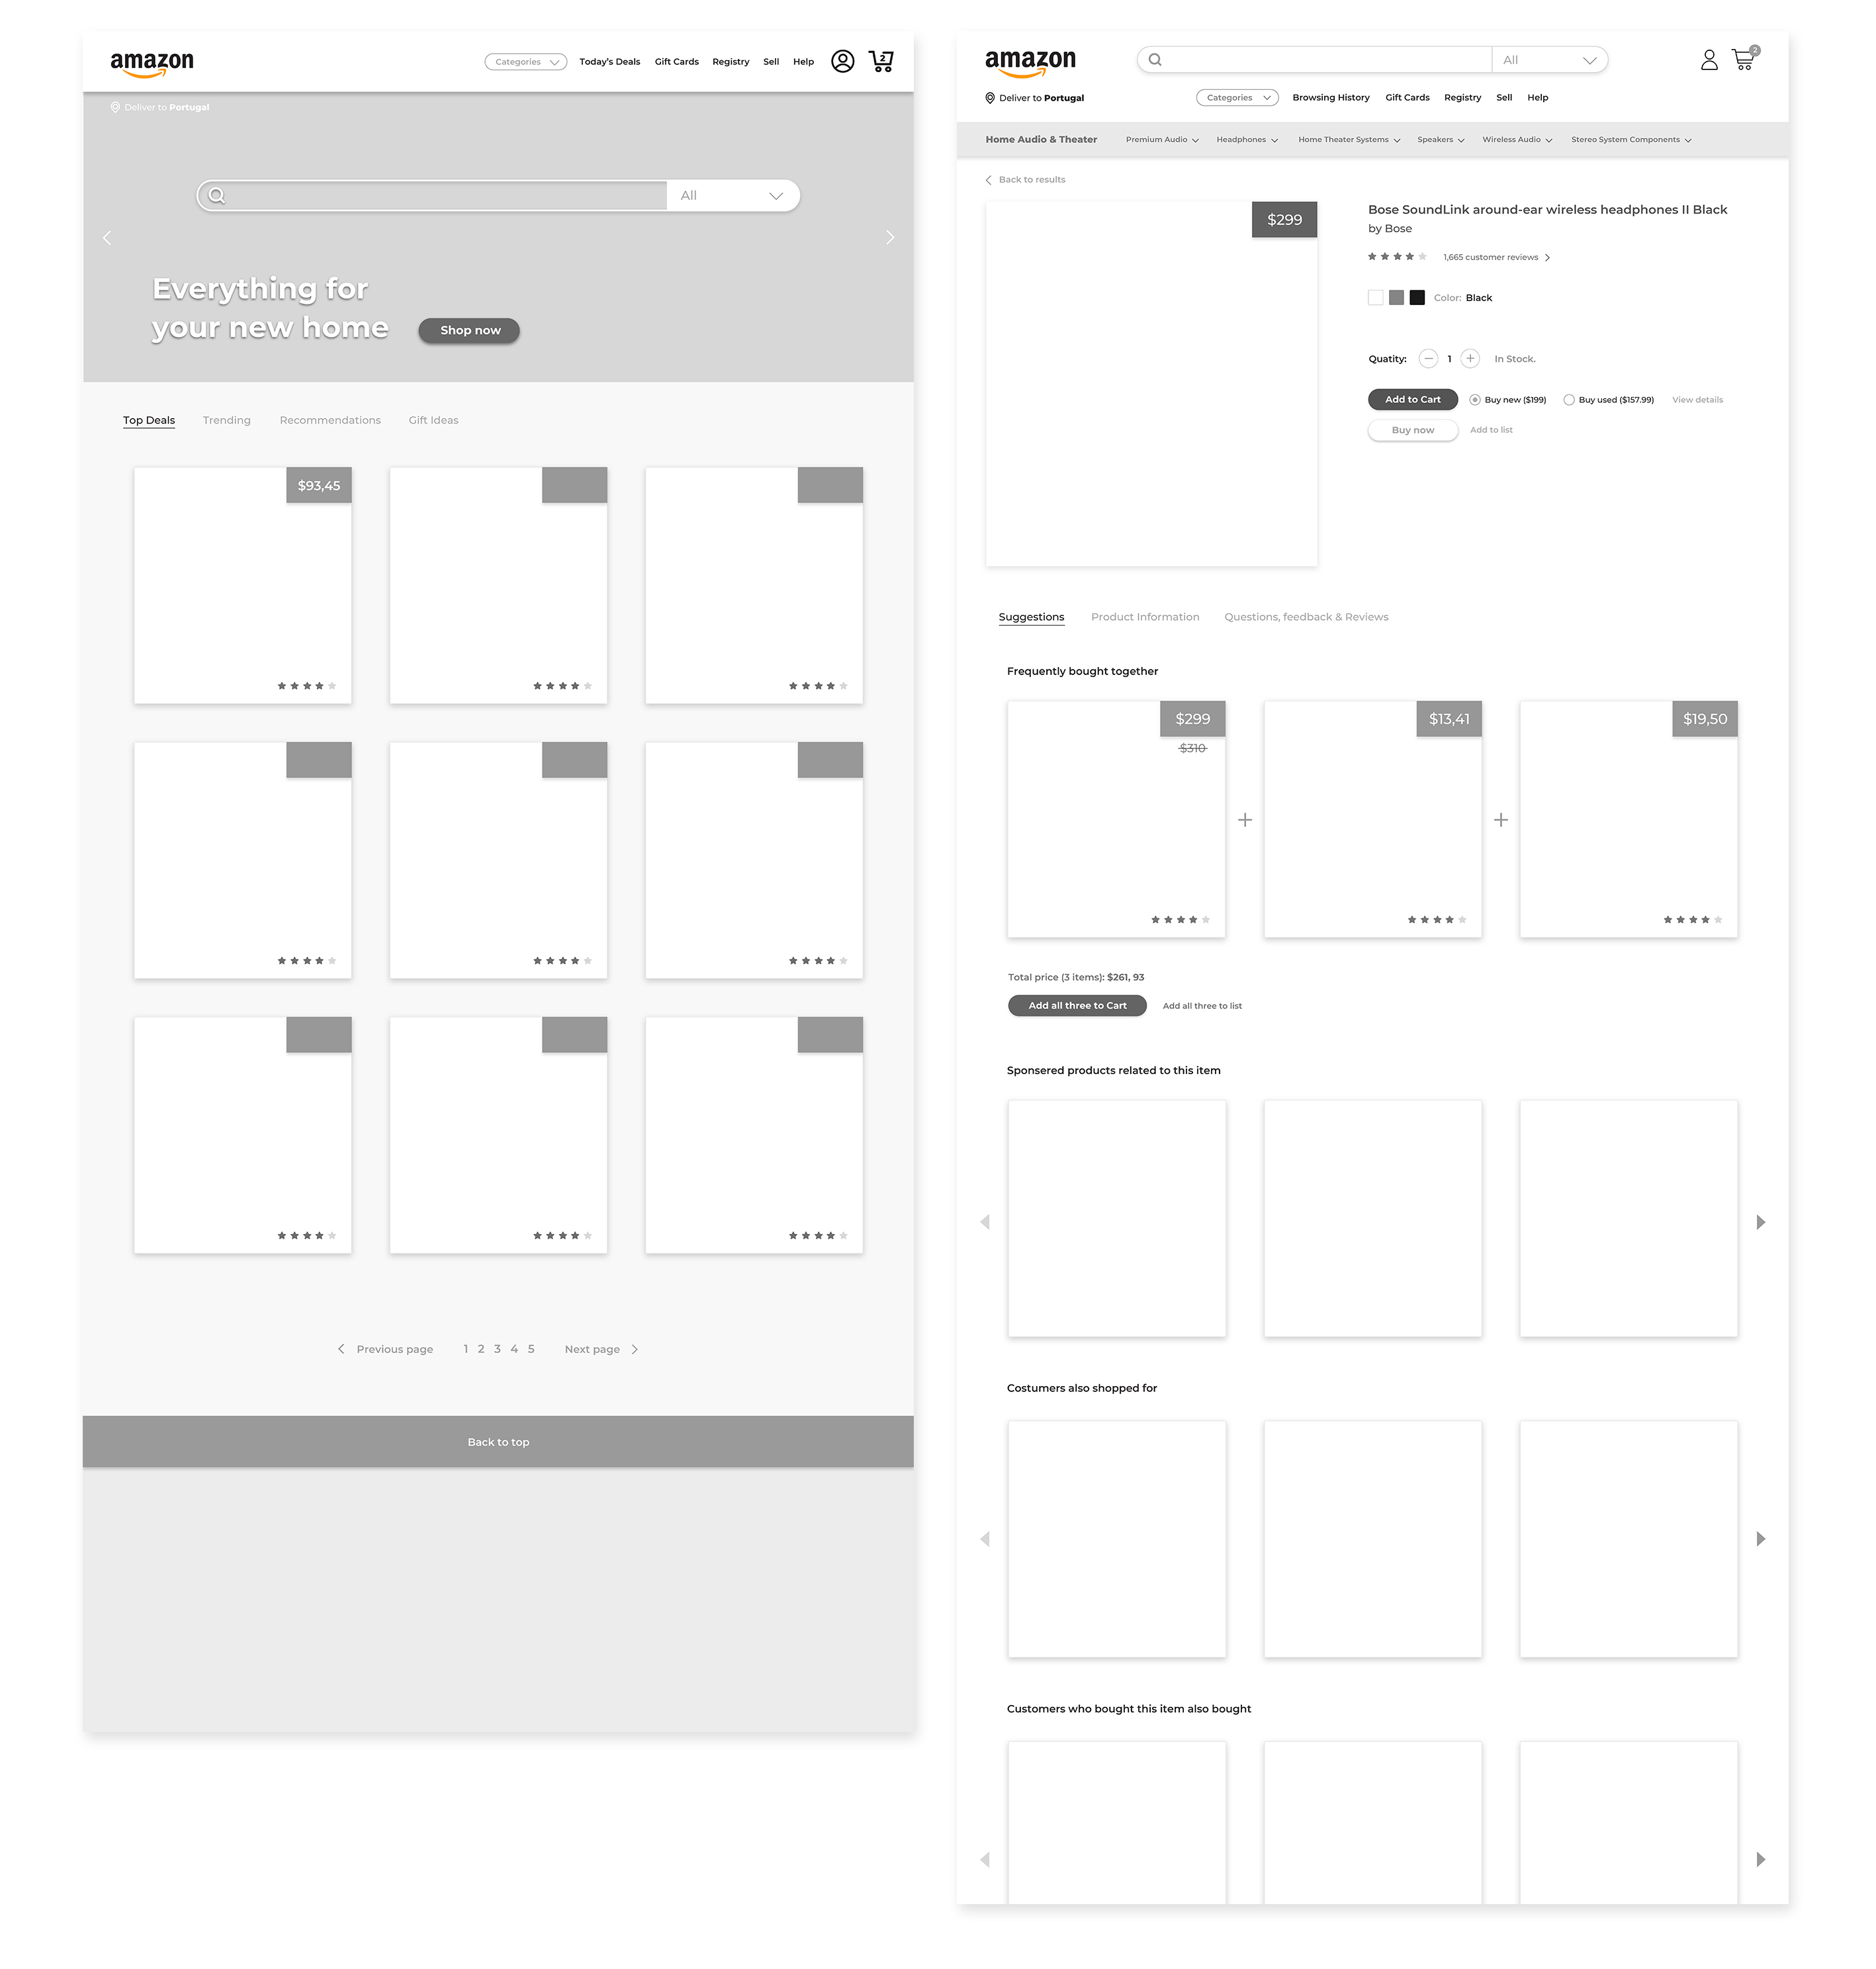 amazon
Categories Today's Deals Gift Cards Registry Sell Help 2
Deliver to Portugal
All
Everything for
your new home
Shop now
Top Deals Trending Recommendations Gift Ideas
$93,45
Previous page 1 2 3 4 5 Next page
Back to top
amazon
All
2
Deliver to Portugal
Categories Browsing History Gift Cards Registry Sell Help
Home Audio & Theater Premium Audio Headphones Home Theater Systems Speakers Wireless Audio Stereo System Components
Back to results
$299
Bose SoundLink around-ear wireless headphones II Black
by Bose
1,665 customer reviews
Color: Black
Quatity: 1 In Stock.
Add to Cart Buy new ($199) Buy used ($157.99) View details
Buy now Add to list
Suggestions Product Information Questions, feedback & Reviews
Frequently bought together
$299 $13,41 $19,50
$310
Total price (3 items): $261, 93
Add all three to Cart Add all three to list
Sponsered products related to this item
Costumers also shopped for
Customers who bought this item also bought